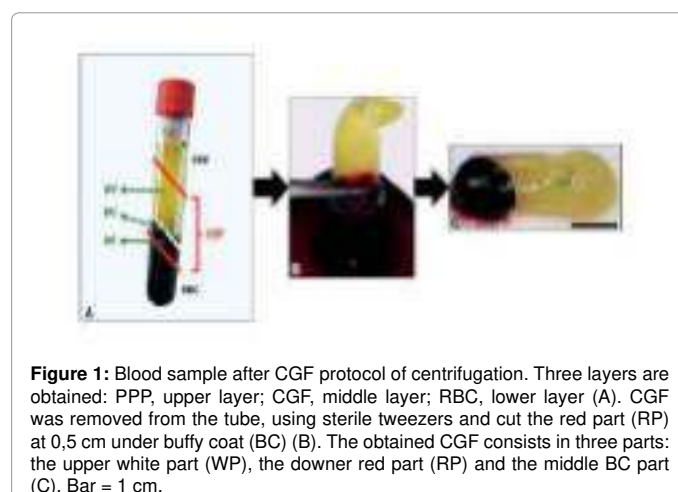 CGF
RBC
A
B
C
Figure 1: Blood sample after CGF protocol of centrifugation. Three layers are
obtained: PPP, upper layer; CGF, middle layer; RBC, lower layer (A). CGF
was removed from the tube, using sterile tweezers and cut the red part (RP)
at 0,5 cm under buffy coat (BC) (B). The obtained CGF consists in three parts:
the upper white part (WP), the downer red part (RP) and the middle BC part
(C). Bar = 1 cm.